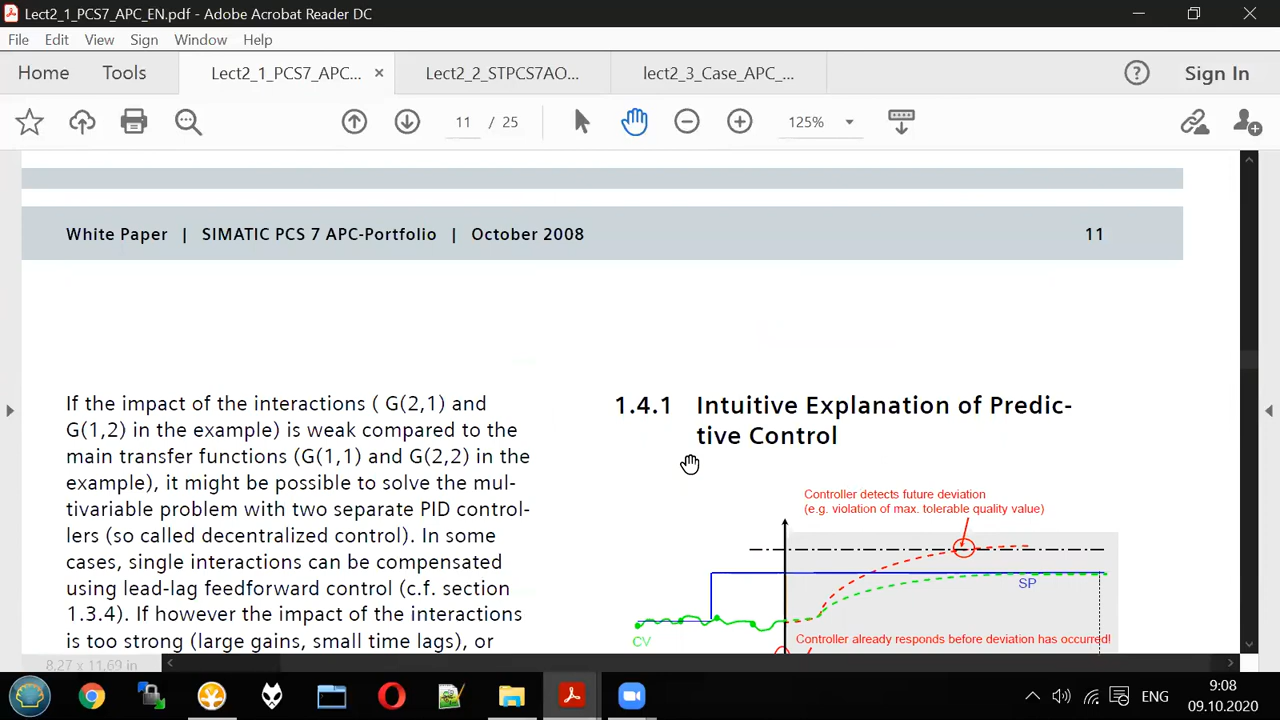 Lect2_1_PCS7_APC_EN.pdf - Adobe Acrobat Reader DC
File Edit View Sign Window Help
Home Tools Lect2_1_PCS7_APC... × Lect2_2_STPCS7AO... lect2_3_Case_APC_... Sign In
11 / 25 125%
White Paper | SIMATIC PCS 7 APC-Portfolio | October 2008 11
If the impact of the interactions ( G(2,1) and
G(1,2) in the example) is weak compared to the
main transfer functions (G(1,1) and G(2,2) in the
example), it might be possible to solve the mul-
tivariable problem with two separate PID control-
lers (so called decentralized control). In some
cases, single interactions can be compensated
using lead-lag feedforward control (c.f. section
1.3.4). If however the impact of the interactions
is too strong (large gains, small time lags), or
1.4.1 Intuitive Explanation of Predic-
tive Control
Controller detects future deviation
(e.g. violation of max. tolerable quality value)
SP
CV
Controller already responds before deviation has occurred!
8,27 x 11,69 in
ENG
9:08
09.10.2020